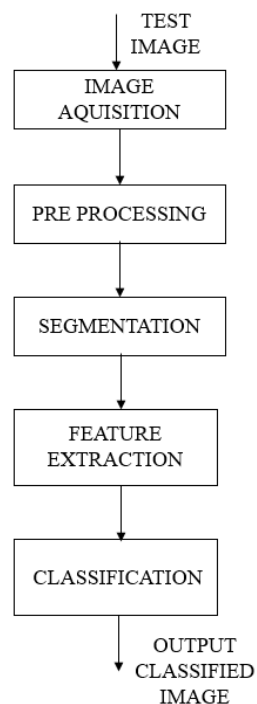 TEST
IMAGE
IMAGE
AQUISITION
PRE PROCESSING
SEGMENTATION
FEATURE
EXTRACTION
CLASSIFICATION
OUTPUT
CLASSIFIED
IMAGE